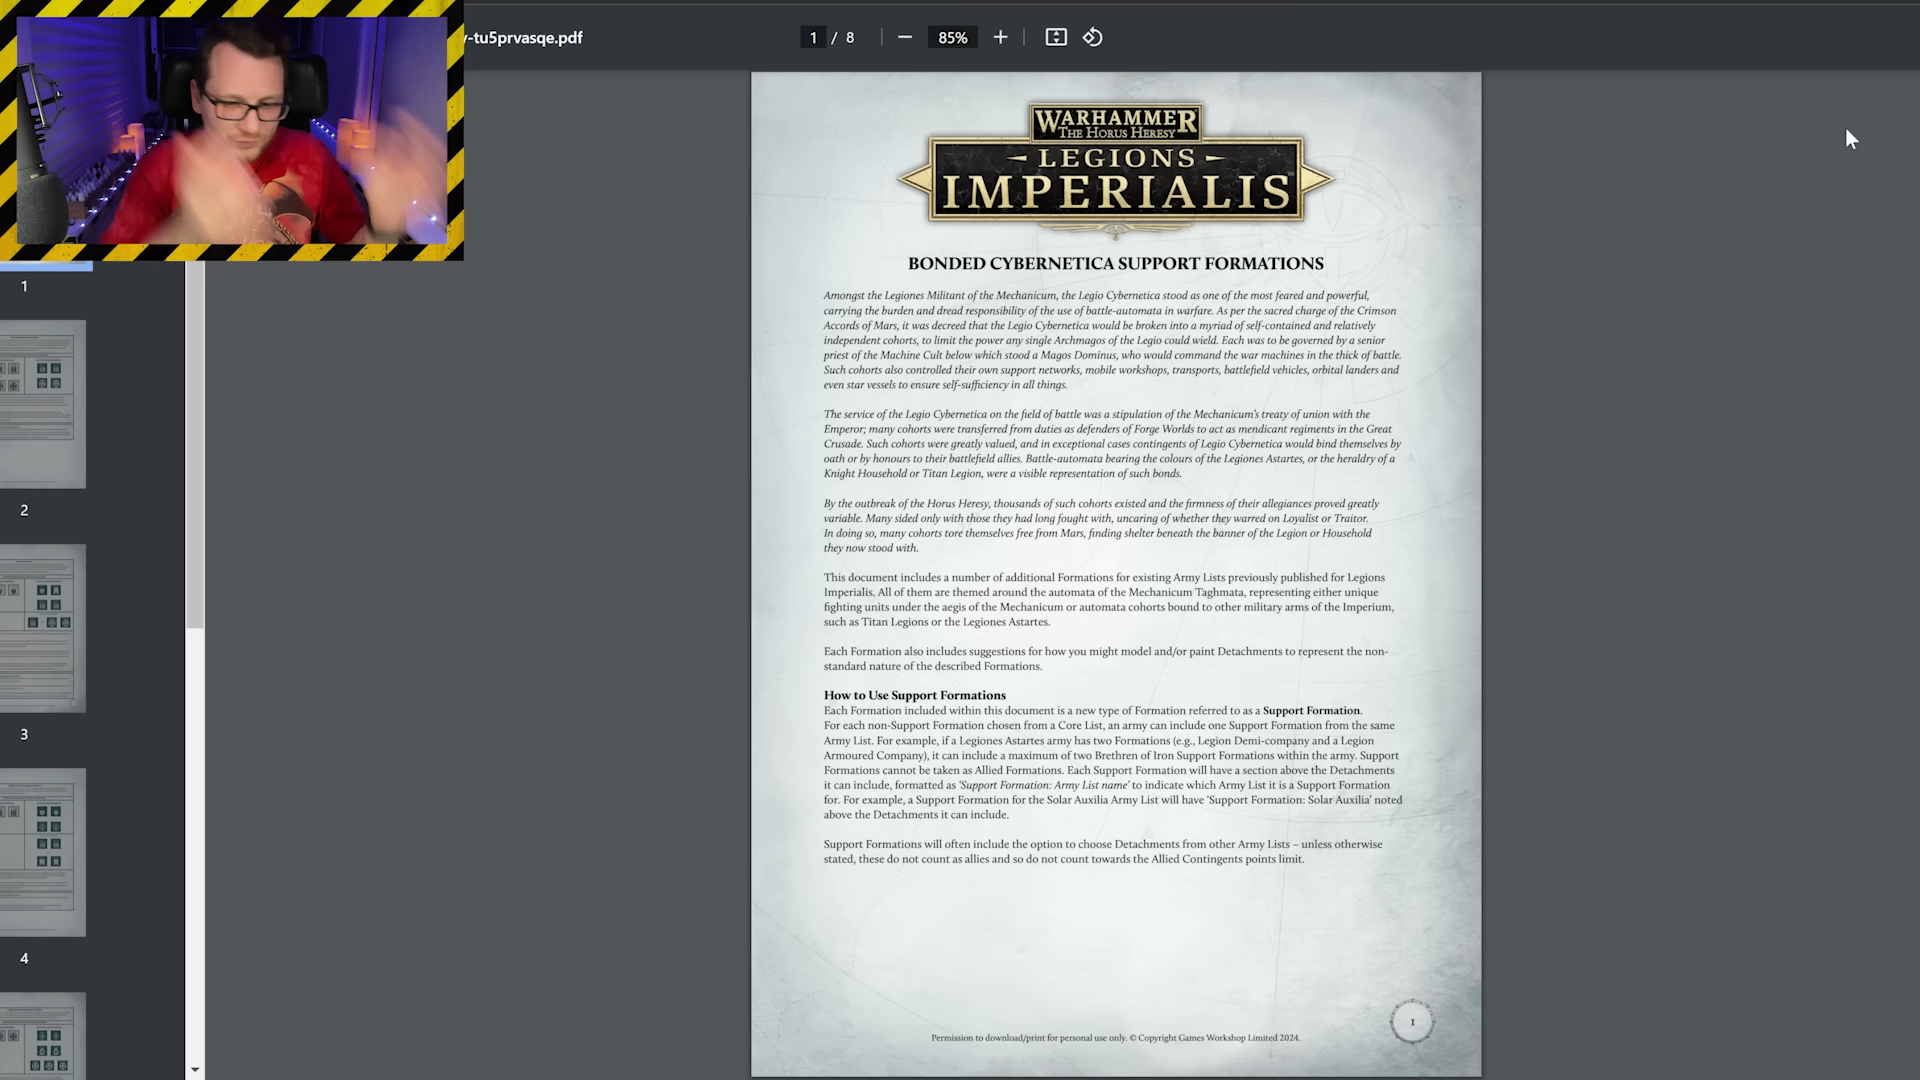 -tu5prvasqe.pdf
1 / 8
85%
WARHAMMER
THE HORUS HERESY
LEGIONS
IMPERIALIS
BONDED CYBERNETICA SUPPORT FORMATIONS
Amongst the Legiones Militant of the Mechanicum, the Legio Cybernetica stood as one of the most feared and powerful,
carrying the burden and dread responsibility of the use of battle-automata in warfare. As per the sacred charge of the Crimson
Accords of Mars, it was decreed that the Legio Cybernetica would be broken into a myriad of self-contained and relatively
independent cohorts, to limit the power any single Archmagos of the Legio could wield. Each was to be governed by a senior
priest of the Machine Cult below which stood a Magos Dominus, who would command the war machines in the thick of battle.
Such cohorts also controlled their own support networks, mobile workshops, transports, battlefield vehicles, orbital landers and
even star vessels to ensure self-sufficiency in all things.
The service of the Legio Cybernetica on the field of battle was a stipulation of the Mechanicum's treaty of union with the
Emperor; many cohorts were transferred from duties as defenders of Forge Worlds to act as mendicant regiments in the Great
Crusade. Such cohorts were greatly valued, and in exceptional cases contingents of Legio Cybernetica would bind themselves by
oath or by honours to their battlefield allies. Battle-automata bearing the colours of the Legiones Astartes, or the heraldry of a
Knight Household or Titan Legion, were a visible representation of such bonds.
By the outbreak of the Horus Heresy, thousands of such cohorts existed and the firmness of their allegiances proved greatly
variable. Many sided only with those they had long fought with, uncaring of whether they warred on Loyalist or Traitor.
In doing so, many cohorts tore themselves free from Mars, finding shelter beneath the banner of the Legion or Household
they now stood with.
This document includes a number of additional Formations for existing Army Lists previously published for Legions
Imperialis. All of them are themed around the automata of the Mechanicum Taghmata, representing either unique
fighting units under the aegis of the Mechanicum or automata cohorts bound to other military arms of the Imperium,
such as Titan Legions or the Legiones Astartes.
Each Formation also includes suggestions for how you might model and/or paint Detachments to represent the non-
standard nature of the described Formations.
How to Use Support Formations
Each Formation included within this document is a new type of Formation referred to as a Support Formation.
For each non-Support Formation chosen from a Core List, an army can include one Support Formation from the same
Army List. For example, if a Legiones Astartes army has two Formations (e.g., Legion Demi-company and a Legion
Armoured Company), it can include a maximum of two Brethren of Iron Support Formations within the army. Support
Formations cannot be taken as Allied Formations. Each Support Formation will have a section above the Detachments
it can include, formatted as 'Support Formation: Army List name' to indicate which Army List it is a Support Formation
for. For example, a Support Formation for the Solar Auxilia Army List will have 'Support Formation: Solar Auxilia' noted
above the Detachments it can include.
Support Formations will often include the option to choose Detachments from other Army Lists – unless otherwise
stated, these do not count as allies and so do not count towards the Allied Contingents points limit.
Permission to download/print for personal use only. © Copyright Games Workshop Limited 2024.
1
1
2
3
4